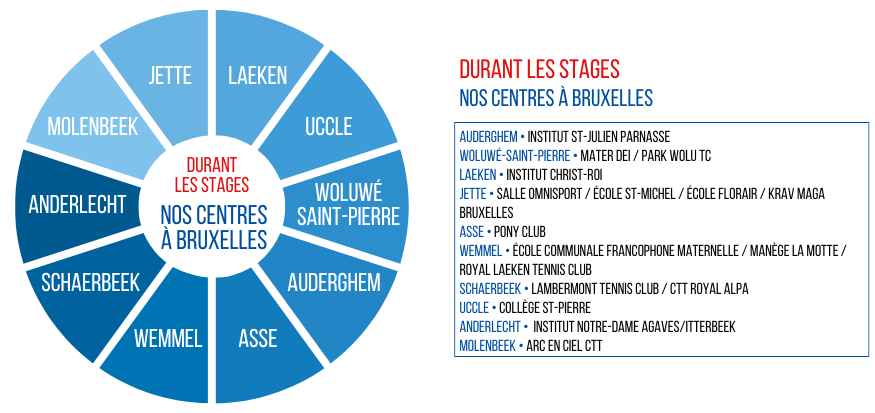 JETTE
LAEKEN
MOLENBEEK
UCCLE
ANDERLECHT
WOLUWÉ
SAINT-PIERRE
SCHAERBEEK
AUDERGHEM
WEMMEL
ASSE
DURANT
LES STAGES
NOS CENTRES
À BRUXELLES
DURANT LES STAGES
NOS CENTRES À BRUXELLES
AUDERGHEM • INSTITUT ST-JULIEN PARNASSE
WOLUWÉ-SAINT-PIERRE • MATER DEI / PARK WOLU TC
LAEKEN • INSTITUT CHRIST-ROI
JETTE • SALLE OMNISPORT / ÉCOLE ST-MICHEL / ÉCOLE FLORAIR / KRAV MAGA
BRUXELLES
ASSE • PONY CLUB
WEMMEL • ÉCOLE COMMUNALE FRANCOPHONE MATERNELLE / MANÈGE LA MOTTE /
ROYAL LAEKEN TENNIS CLUB
SCHAERBEEK • LAMBERMONT TENNIS CLUB / CTT ROYAL ALPA
UCCLE • COLLÈGE ST-PIERRE
ANDERLECHT • INSTITUT NOTRE-DAME AGAVES/ITTERBEEK
MOLENBEEK • ARC EN CIEL CTT